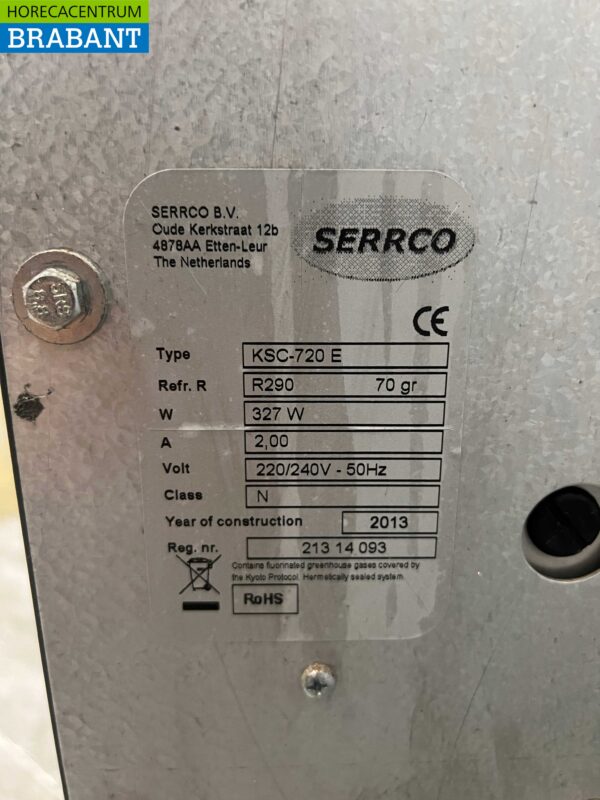 HORECACENTRUM
BRABANT
SERRCO B.V.
Oude Kerkstraat 12b
4878AA Etten-Leur
The Netherlands
SERRCO
CE
Type KSC-720 E
Refr. R R290 70 gr
W 327 W
A 2,00
Volt 220/240V - 50Hz
Class N
Year of construction 2013
Reg. nr. 213 14 093
Contains fluorinated greenhouse gases covered by
the Kyoto Protocol. Hermetically sealed system.
RoHS